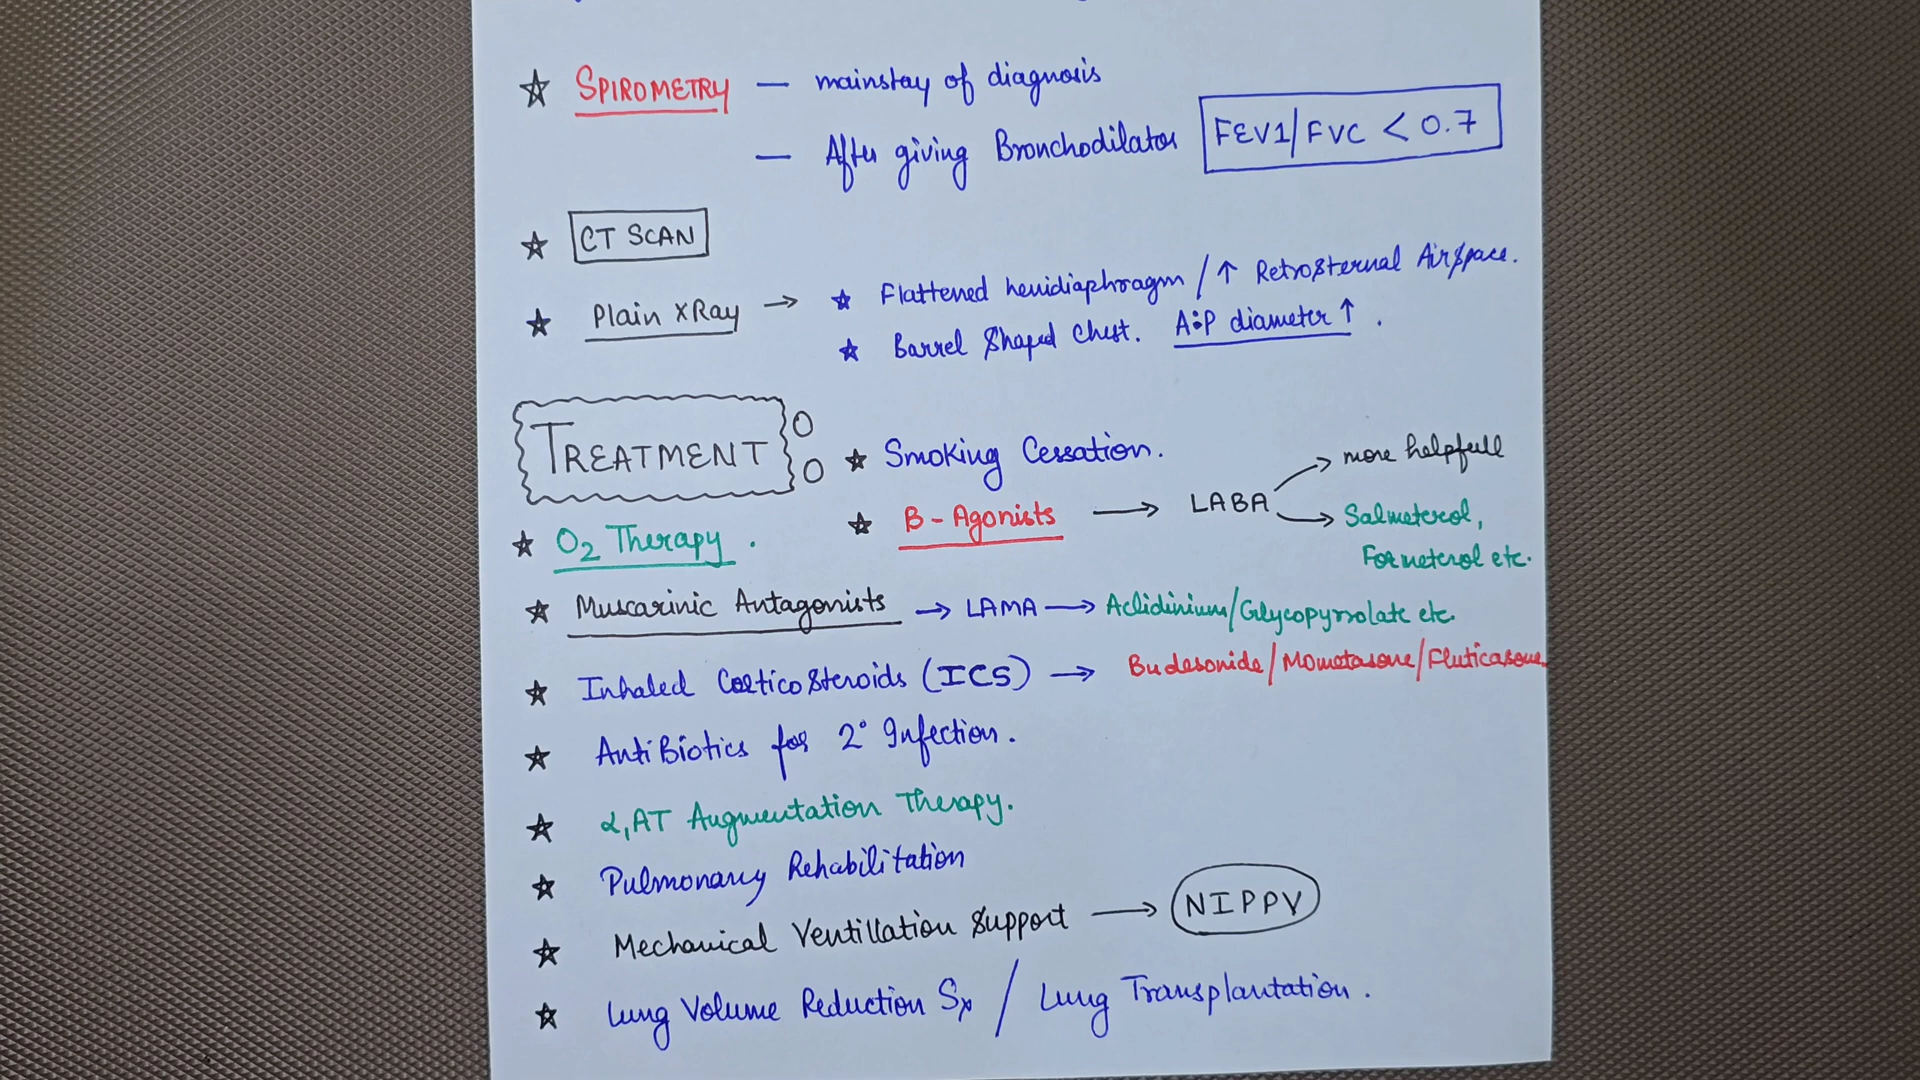 ☆ SPIROMETRY — mainstay of diagnosis
— After giving Bronchodilator FEV1/FVC < 0.7
☆ CT SCAN
☆ Plain XRay → ☆ Flattened hemidiaphragm / ↑ Retrosternal Airspace.
☆ Barrel Shaped Chest. A:P diameter ↑.
TREATMENT
☆ Smoking Cessation.
→ more helpfull
☆ B-Agonists → LABA → Salmeterol,
Formeterol etc.
☆ O2 Therapy.
☆ Muscarinic Antagonists → LAMA → Aclidinium/Glycopyrrolate etc.
☆ Inhaled Corticosteroids (ICS) → Budesonide/Mometasone/Fluticasone
☆ AntiBiotics for 2° Infection.
☆ α1AT Augmentation Therapy.
☆ Pulmonary Rehabilitation
☆ Mechanical Ventillation Support → NIPPV
☆ Lung Volume Reduction Sx / Lung Transplantation.